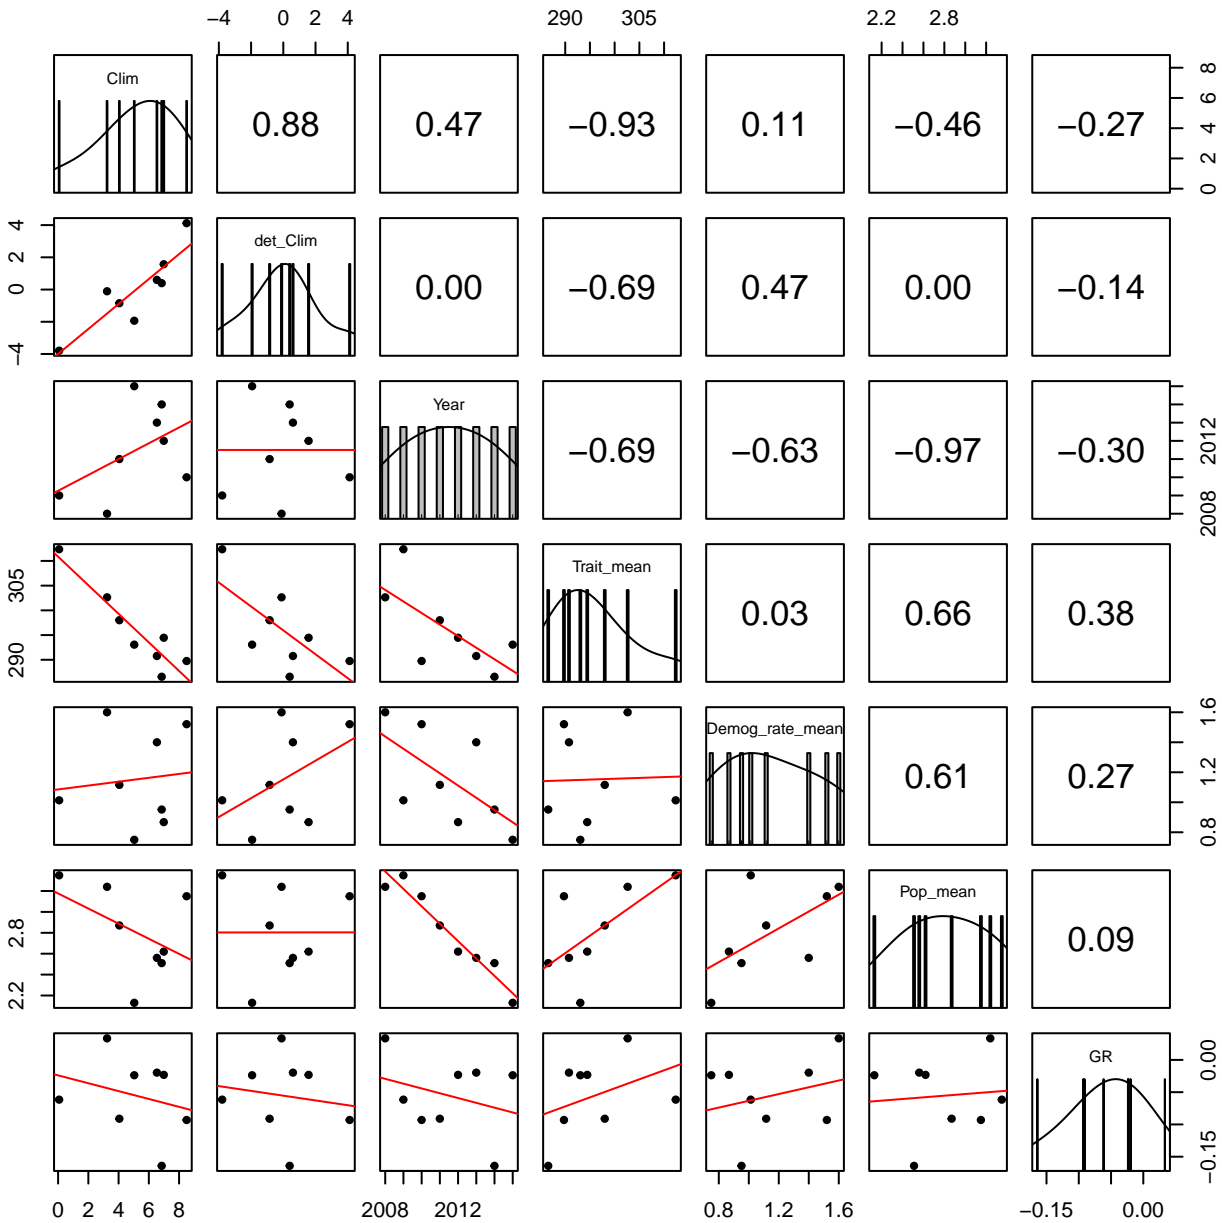 −4 0 2 4 290 305 2.2 2.8
Clim 0.88 0.47 −0.93 0.11 −0.46 −0.27
0 2 4 6 8
−4 0 2 4
det_Clim 0.00 −0.69 0.47 0.00 −0.14
Year −0.69 −0.63 −0.97 −0.30
2008 2012
290 305
Trait_mean 0.03 0.66 0.38
Demog_rate_mean 0.61 0.27
0.8 1.2 1.6
2.2 2.8
Pop_mean 0.09
GR
−0.15 0.00
0 2 4 6 8 2008 2012 0.8 1.2 1.6 −0.15 0.00